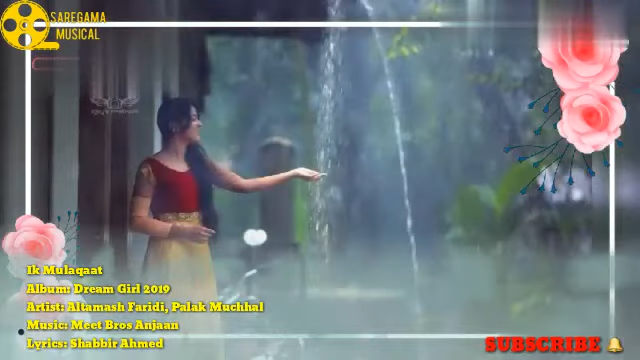 SAREGAMA
MUSICAL
Ik Mulaqaat
Album: Dream Girl 2019
Artist: Altamash Faridi, Palak Muchhal
Music: Meet Bros Anjaan
Lyrics: Shabbir Ahmed
SUBSCRIBE